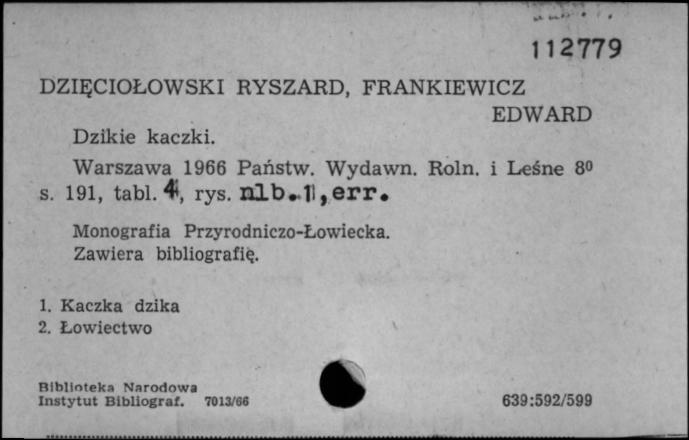 112779
DZIĘCIOŁOWSKI RYSZARD, FRANKIEWICZ
EDWARD
Dzikie kaczki.
Warszawa 1966 Państw. Wydawn. Roln. i Leśne 8⁰
s. 191, tabl. 4, rys. nlb. 1, err.
Monografia Przyrodniczo-Łowiecka.
Zawiera bibliografię.
1. Kaczka dzika
2. Łowiectwo
Biblioteka Narodowa
Instytut Bibliograf. 7013/66
639:592/599